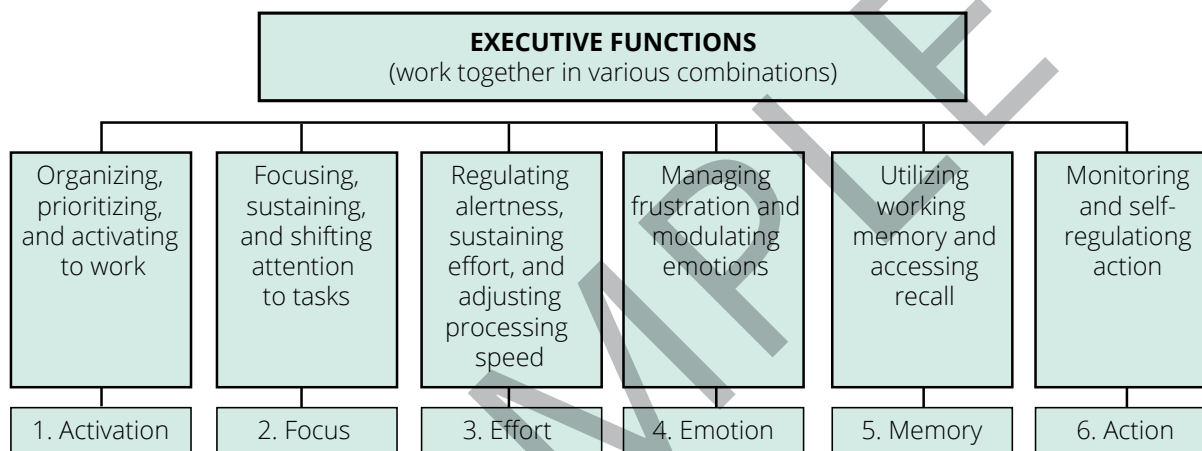 EXECUTIVE FUNCTIONS
(work together in various combinations)
Organizing,
prioritizing,
and activating
to work
Focusing,
sustaining,
and shifting
attention
to tasks
Regulating
alertness,
sustaining
effort, and
adjusting
processing
speed
Managing
frustration and
modulating
emotions
Utilizing
working
memory and
accessing
recall
Monitoring
and self-
regulationg
action
1. Activation
2. Focus
3. Effort
4. Emotion
5. Memory
6. Action
MPLE